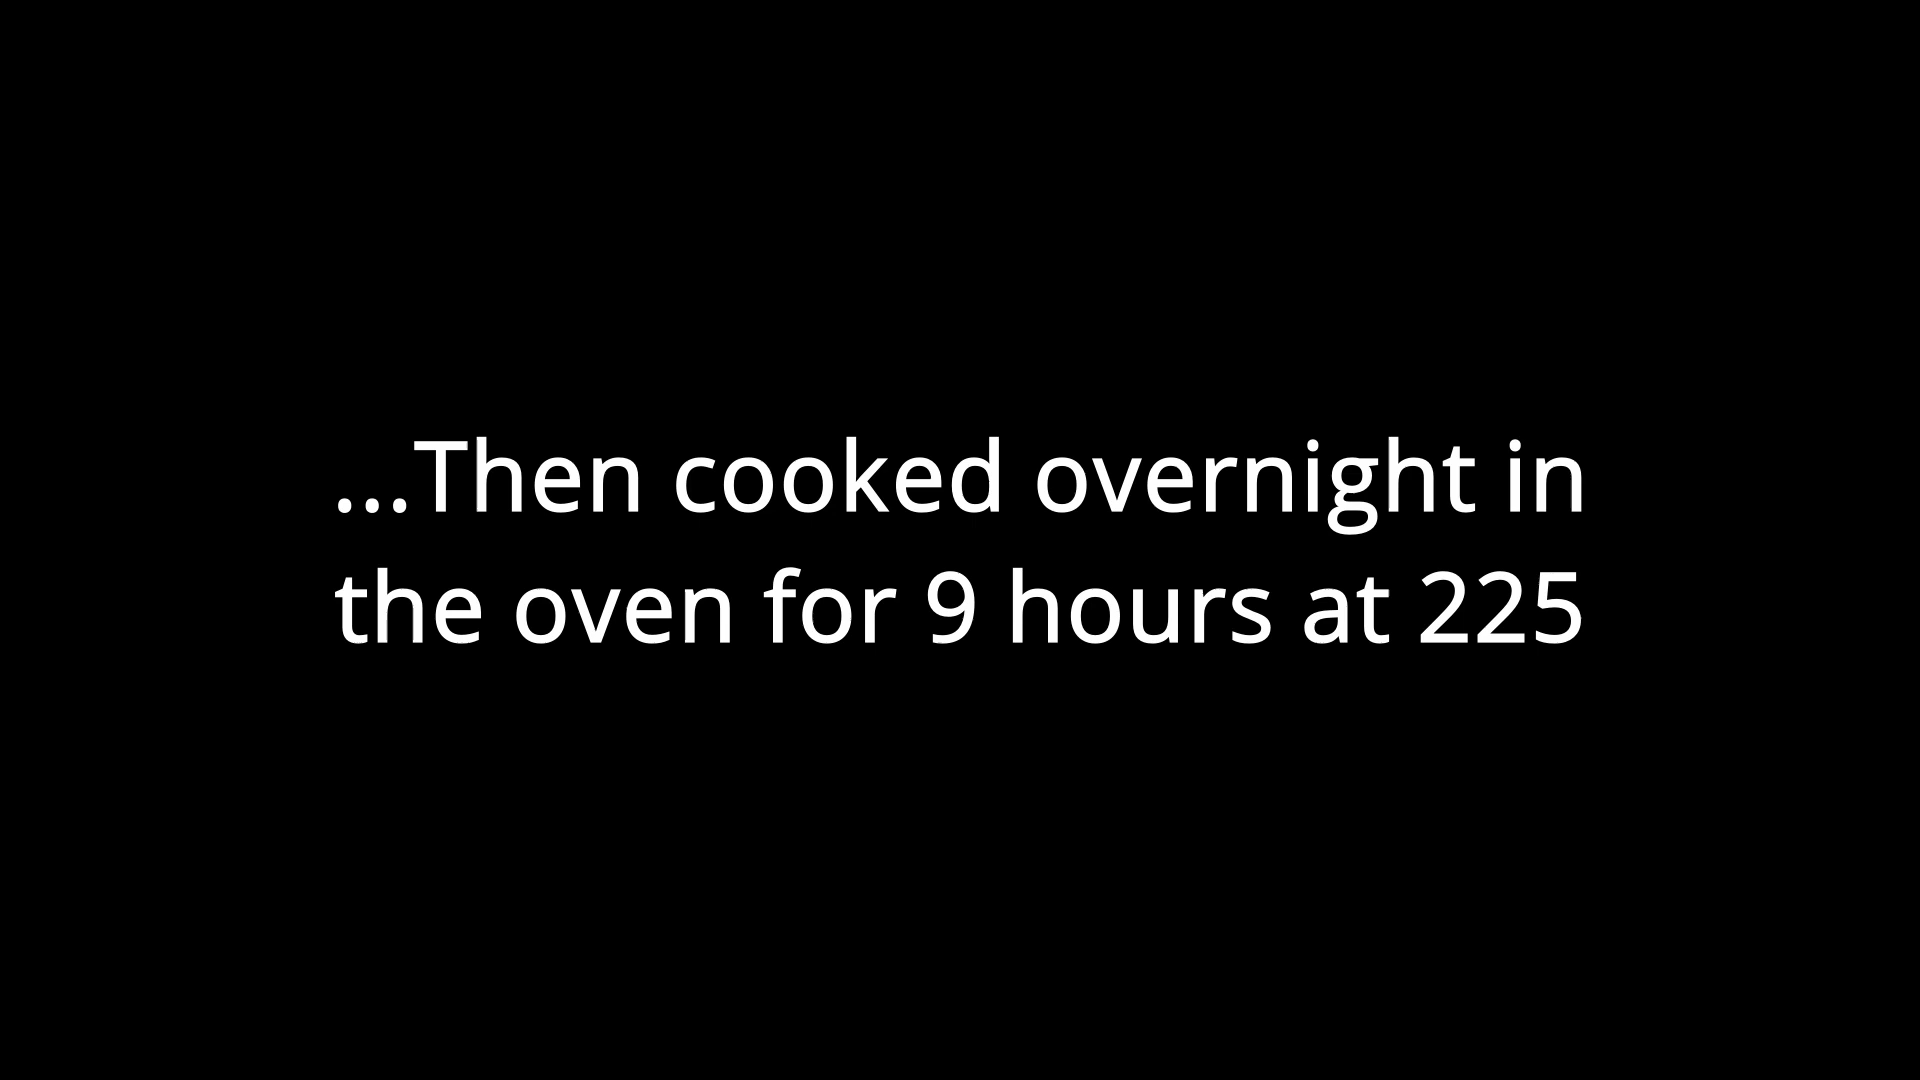 ...Then cooked overnight in
the oven for 9 hours at 225